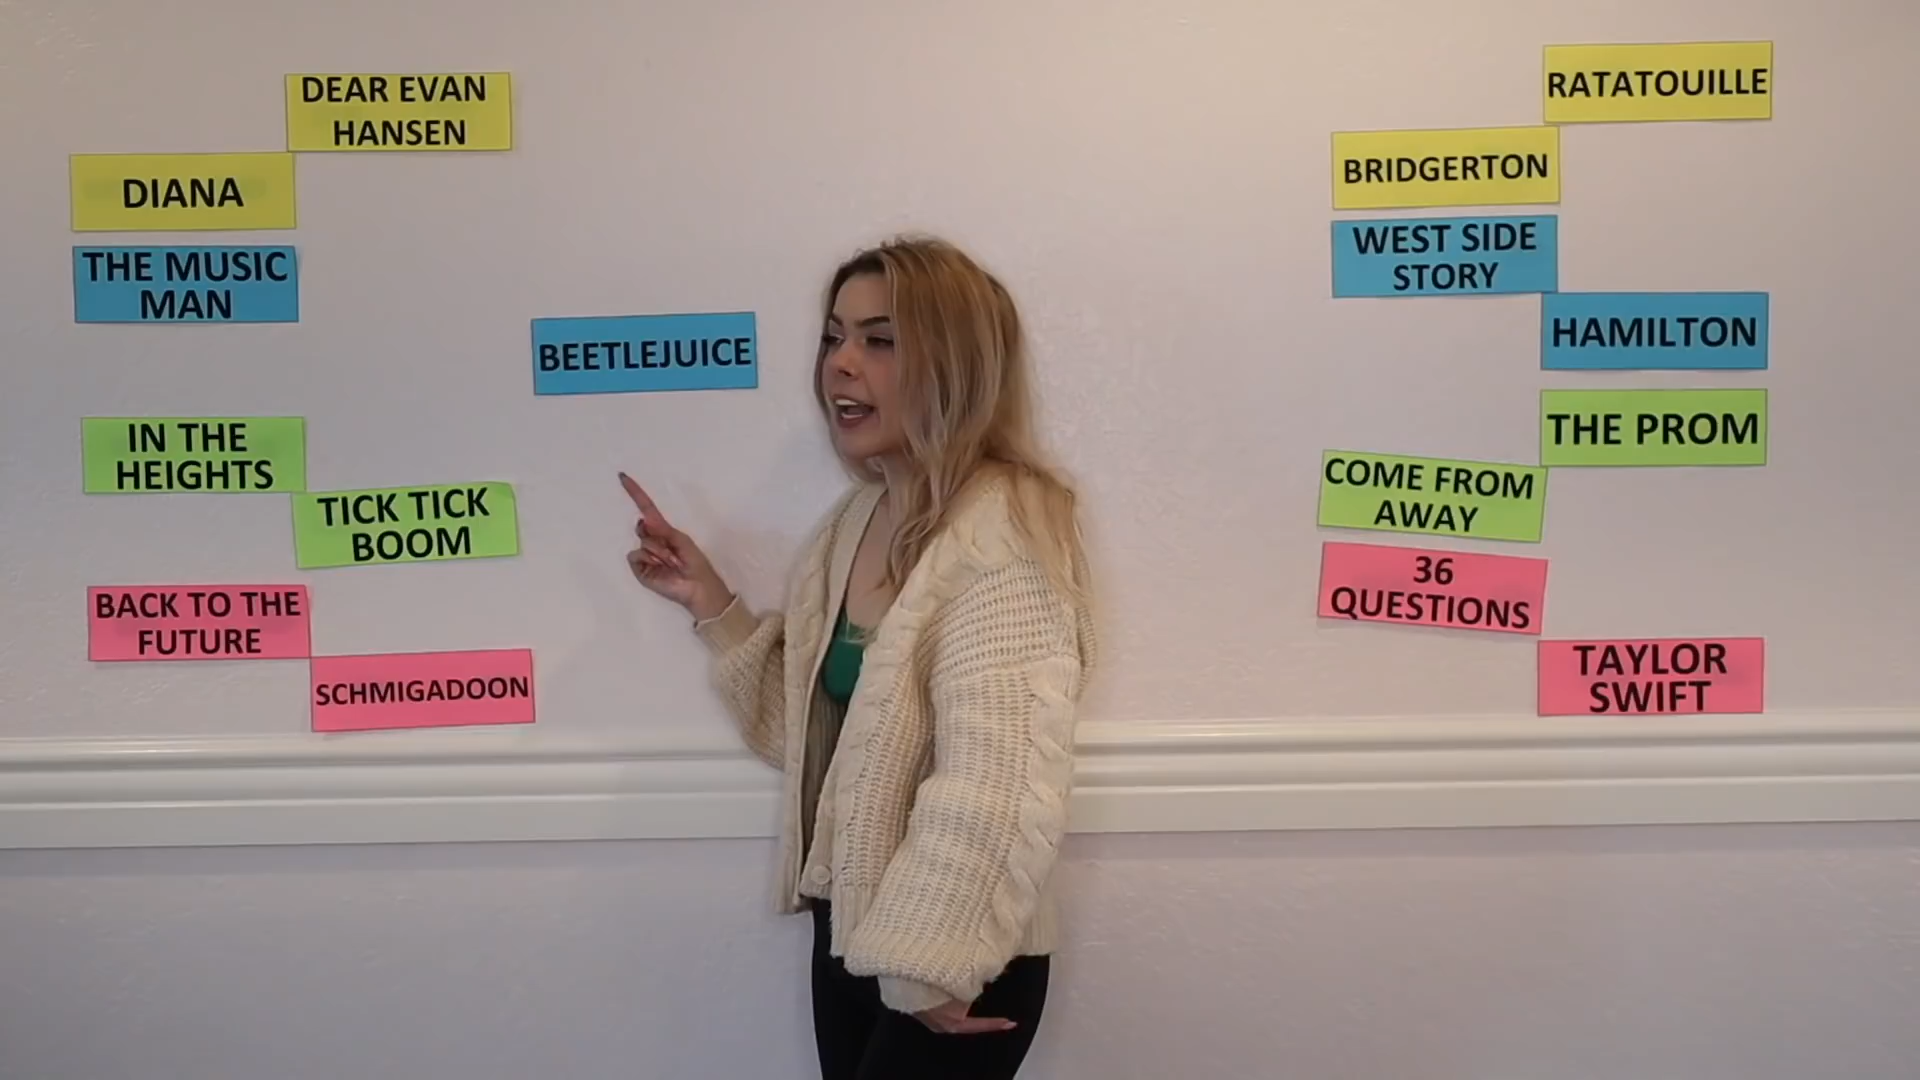 DEAR EVAN
HANSEN
DIANA
THE MUSIC
MAN
BEETLEJUICE
IN THE
HEIGHTS
TICK TICK
BOOM
BACK TO THE
FUTURE
SCHMIGADOON
RATATOUILLE
BRIDGERTON
WEST SIDE
STORY
HAMILTON
THE PROM
COME FROM
AWAY
36
QUESTIONS
TAYLOR
SWIFT